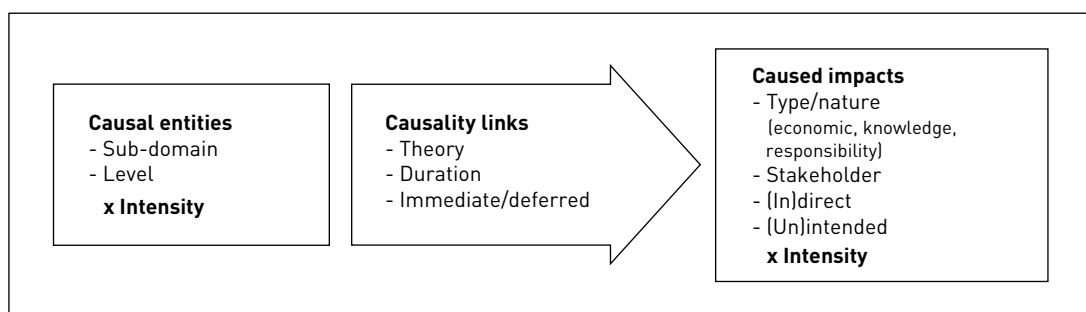 Causal entities
- Sub-domain
- Level
x Intensity
Causality links
- Theory
- Duration
- Immediate/deferred
Caused impacts
- Type/nature
(economic, knowledge,
responsibility)
- Stakeholder
- (In)direct
- (Un)intended
x Intensity